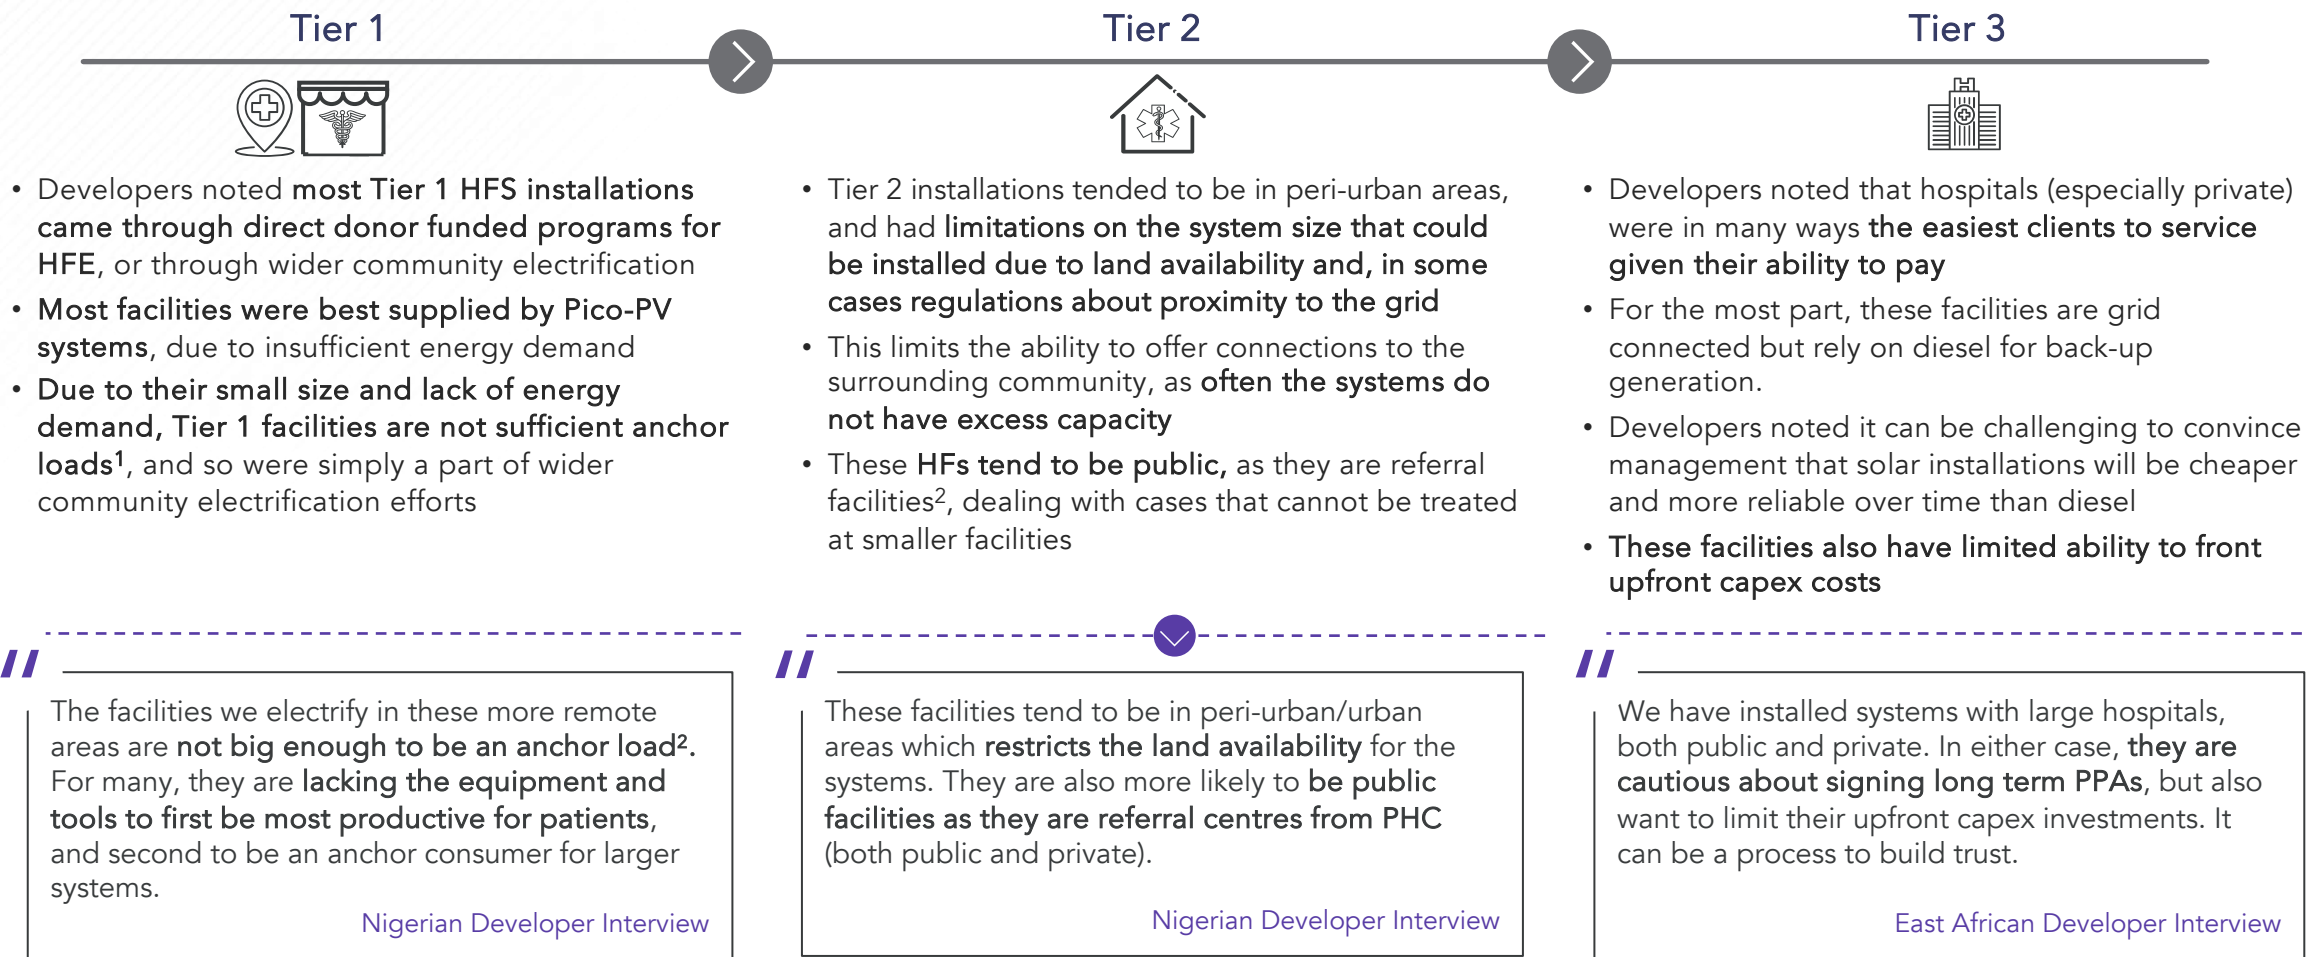 Tier 1
Tier 2
Tier 3
• Developers noted most Tier 1 HFS installations
came through direct donor funded programs for
HFE, or through wider community electrification
• Most facilities were best supplied by Pico-PV
systems, due to insufficient energy demand
• Due to their small size and lack of energy
demand, Tier 1 facilities are not sufficient anchor
loads¹, and so were simply a part of wider
community electrification efforts
• Tier 2 installations tended to be in peri-urban areas,
and had limitations on the system size that could
be installed due to land availability and, in some
cases regulations about proximity to the grid
• This limits the ability to offer connections to the
surrounding community, as often the systems do
not have excess capacity
• These HFs tend to be public, as they are referral
facilities², dealing with cases that cannot be treated
at smaller facilities
• Developers noted that hospitals (especially private)
were in many ways the easiest clients to service
given their ability to pay
• For the most part, these facilities are grid
connected but rely on diesel for back-up
generation.
• Developers noted it can be challenging to convince
management that solar installations will be cheaper
and more reliable over time than diesel
• These facilities also have limited ability to front
upfront capex costs
The facilities we electrify in these more remote
areas are not big enough to be an anchor load².
For many, they are lacking the equipment and
tools to first be most productive for patients,
and second to be an anchor consumer for larger
systems.
Nigerian Developer Interview
These facilities tend to be in peri-urban/urban
areas which restricts the land availability for the
systems. They are also more likely to be public
facilities as they are referral centres from PHC
(both public and private).
Nigerian Developer Interview
We have installed systems with large hospitals,
both public and private. In either case, they are
cautious about signing long term PPAs, but also
want to limit their upfront capex investments. It
can be a process to build trust.
East African Developer Interview